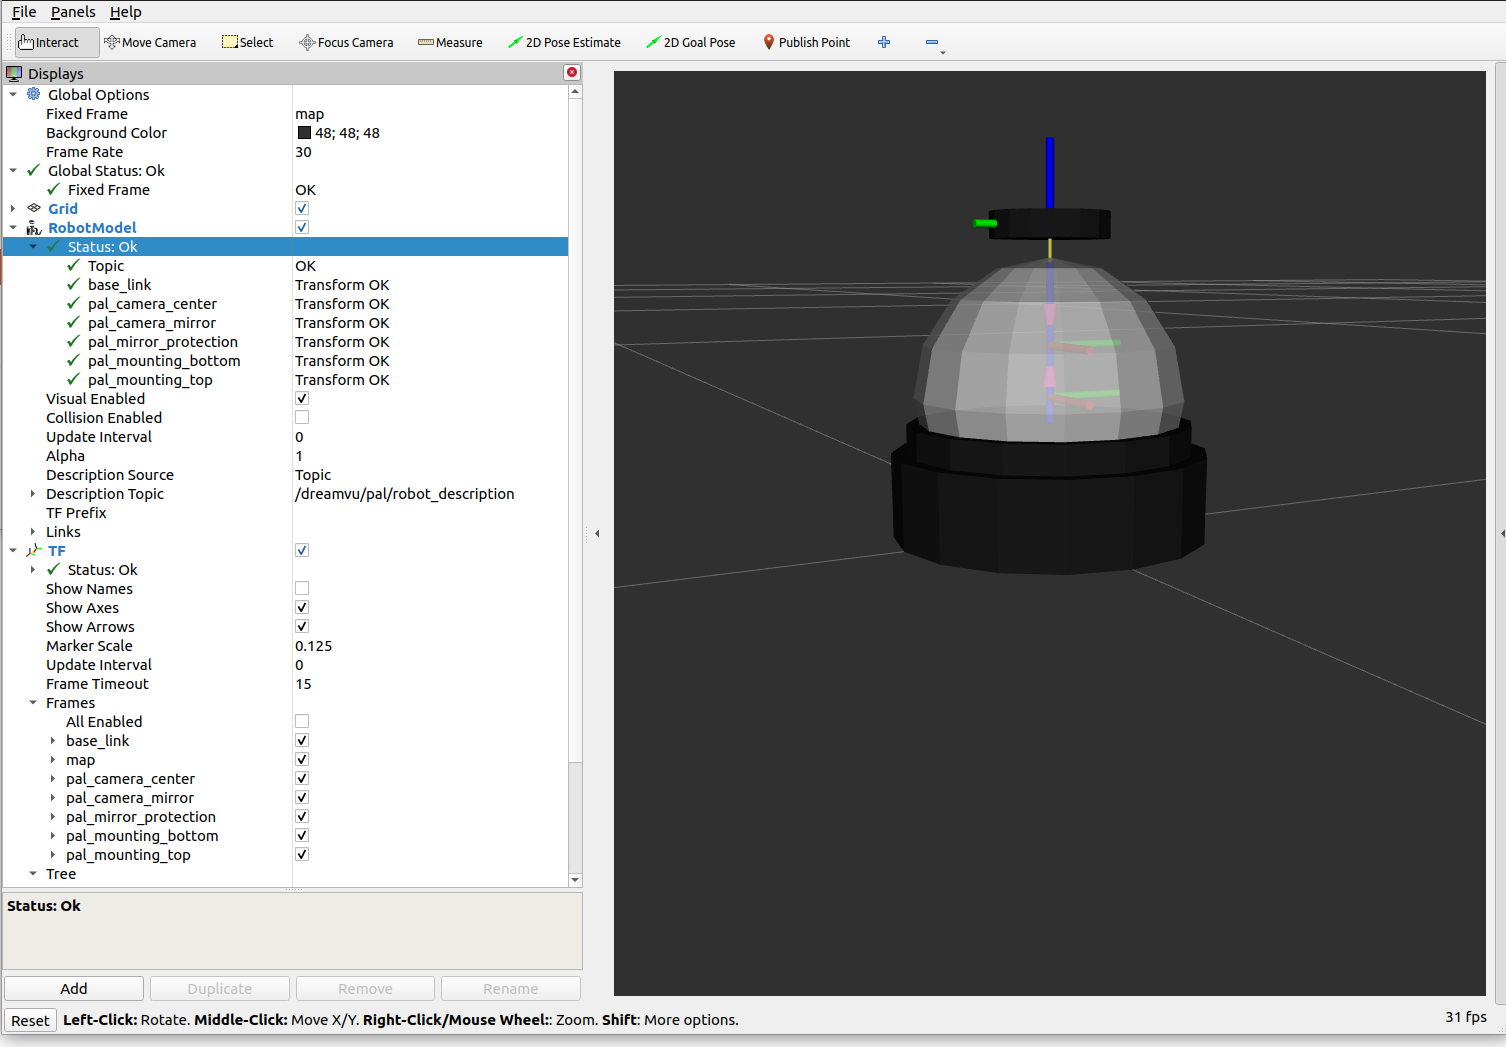 File Panels Help
Interact Move Camera Select Focus Camera Measure 2D Pose Estimate 2D Goal Pose Publish Point
Displays
Global Options
Fixed Frame map
Background Color 48; 48; 48
Frame Rate 30
Global Status: Ok
Fixed Frame OK
Grid
RobotModel
Status: Ok
Topic OK
base_link Transform OK
pal_camera_center Transform OK
pal_camera_mirror Transform OK
pal_mirror_protection Transform OK
pal_mounting_bottom Transform OK
pal_mounting_top Transform OK
Visual Enabled
Collision Enabled
Update Interval 0
Alpha 1
Description Source Topic
Description Topic /dreamvu/pal/robot_description
TF Prefix
Links
TF
Status: Ok
Show Names
Show Axes
Show Arrows
Marker Scale 0.125
Update Interval 0
Frame Timeout 15
Frames
All Enabled
base_link
map
pal_camera_center
pal_camera_mirror
pal_mirror_protection
pal_mounting_bottom
pal_mounting_top
Tree
Status: Ok
Add Duplicate Remove Rename
Reset Left-Click: Rotate. Middle-Click: Move X/Y. Right-Click/Mouse Wheel:: Zoom. Shift: More options. 31 fps